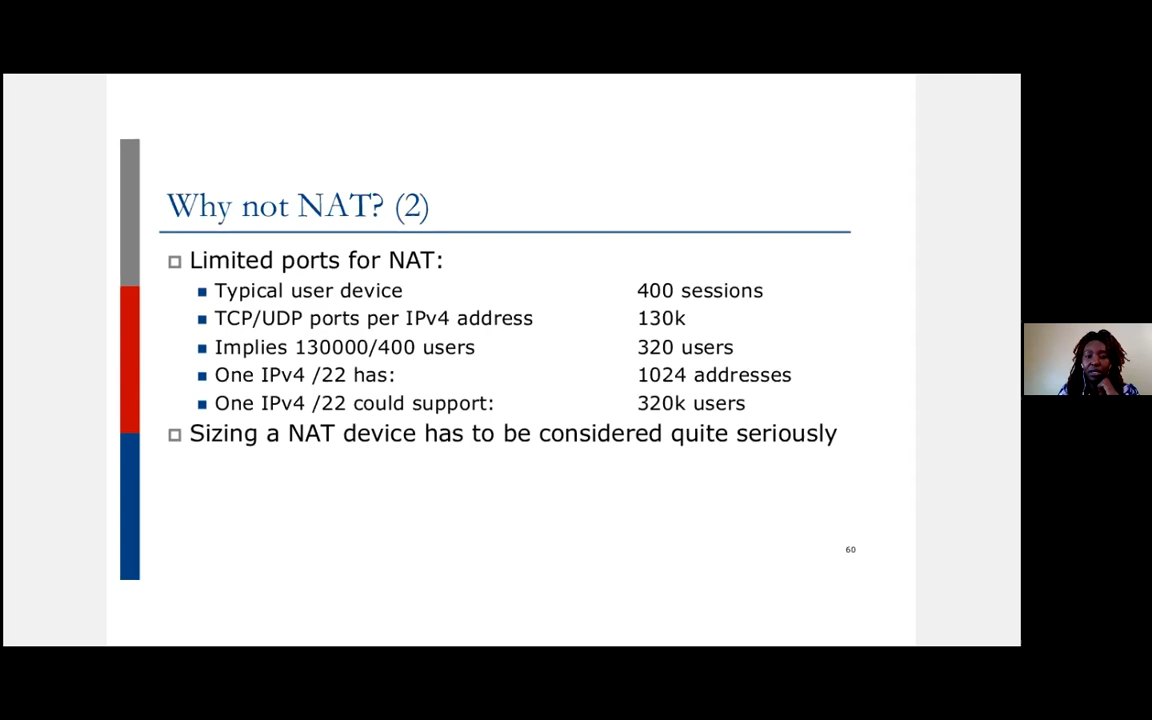 Why not NAT? (2)
Limited ports for NAT:
Typical user device 400 sessions
TCP/UDP ports per IPv4 address 130k
Implies 130000/400 users 320 users
One IPv4 /22 has: 1024 addresses
One IPv4 /22 could support: 320k users
Sizing a NAT device has to be considered quite seriously
60